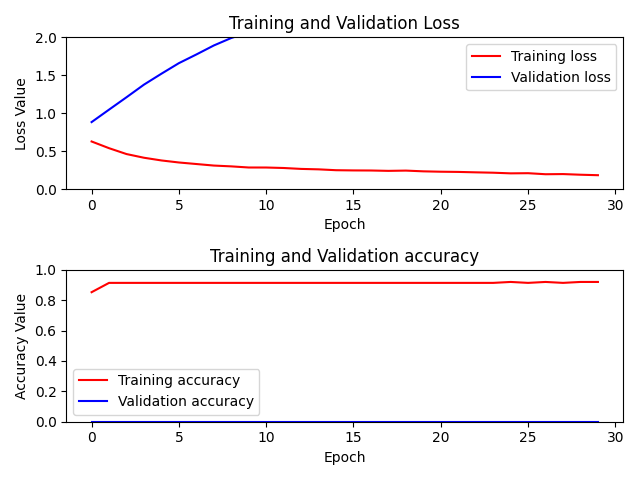 Training and Validation Loss
2.0
1.5
1.0
0.5
0.0
Loss Value
Training loss
Validation loss
0 5 10 15 20 25 30
Epoch
Training and Validation accuracy
1.0
0.8
0.6
0.4
0.2
0.0
Accuracy Value
Training accuracy
Validation accuracy
0 5 10 15 20 25 30
Epoch